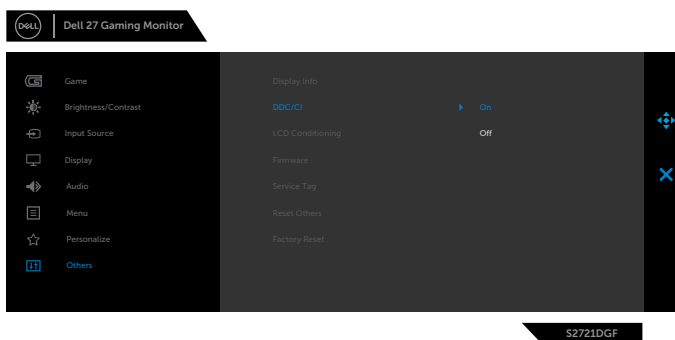 DELL
Dell 27 Gaming Monitor
Game
Display Info
Brightness/Contrast
DDC/CI
On
Input Source
LCD Conditioning
Off
Display
Firmware
Audio
Service Tag
Menu
Reset Others
Personalize
Factory Reset
Others
S2721DGF